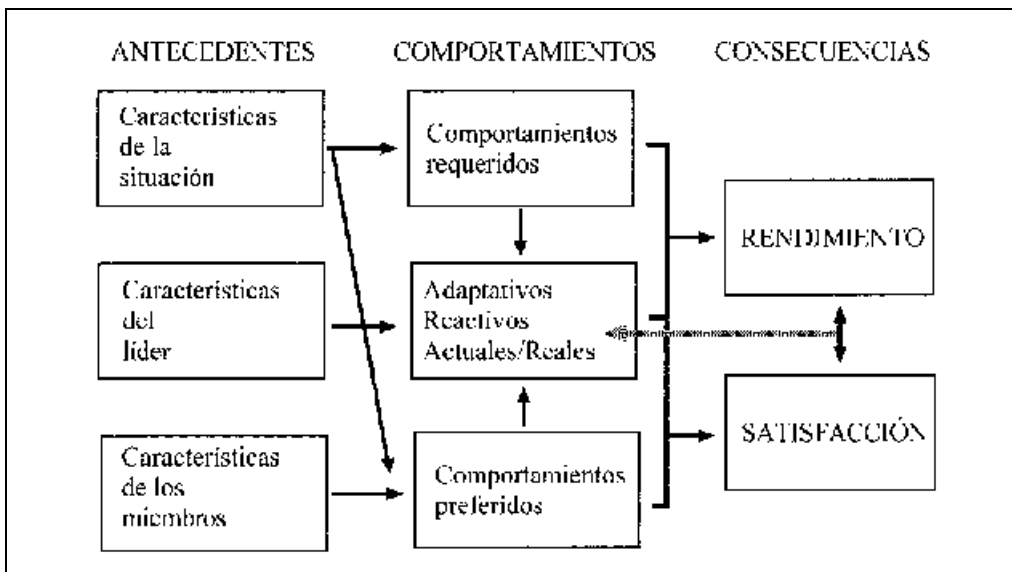 ANTECEDENTES COMPORTAMIENTOS CONSECUENCIAS
Características
de la
situación
Comportamientos
requeridos
RENDIMIENTO
Características
del
líder
Adaptativos
Reactivos
Actuales/Reales
SATISFACCIÓN
Características
de los
miembros
Comportamientos
preferidos